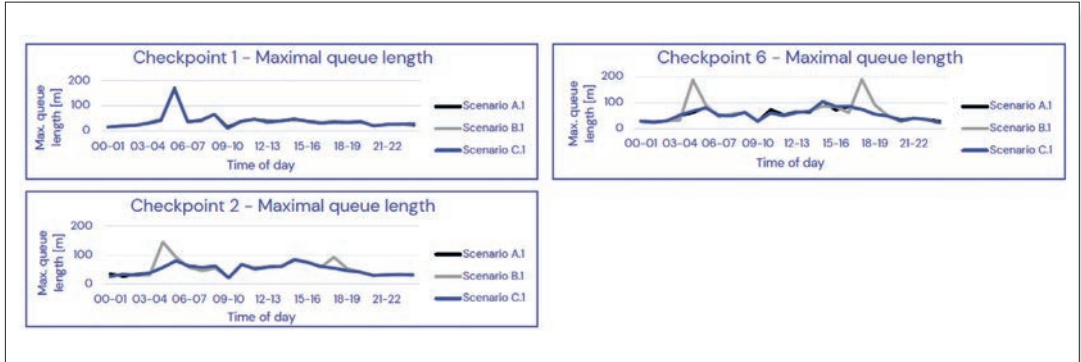 Checkpoint 1 – Maximal queue length
Max. queue
length [m]
200
100
0
00-01 03-04 06-07 09-10 12-13 15-16 18-19 21-22
Time of day
Scenario A.1
Scenario B.1
Scenario C.1
Checkpoint 6 – Maximal queue length
Max. queue
length [m]
200
100
0
00-01 03-04 06-07 09-10 12-13 15-16 18-19 21-22
Time of day
Scenario A.1
Scenario B.1
Scenario C.1
Checkpoint 2 – Maximal queue length
Max. queue
length [m]
200
100
0
00-01 03-04 06-07 09-10 12-13 15-16 18-19 21-22
Time of day
Scenario A.1
Scenario B.1
Scenario C.1